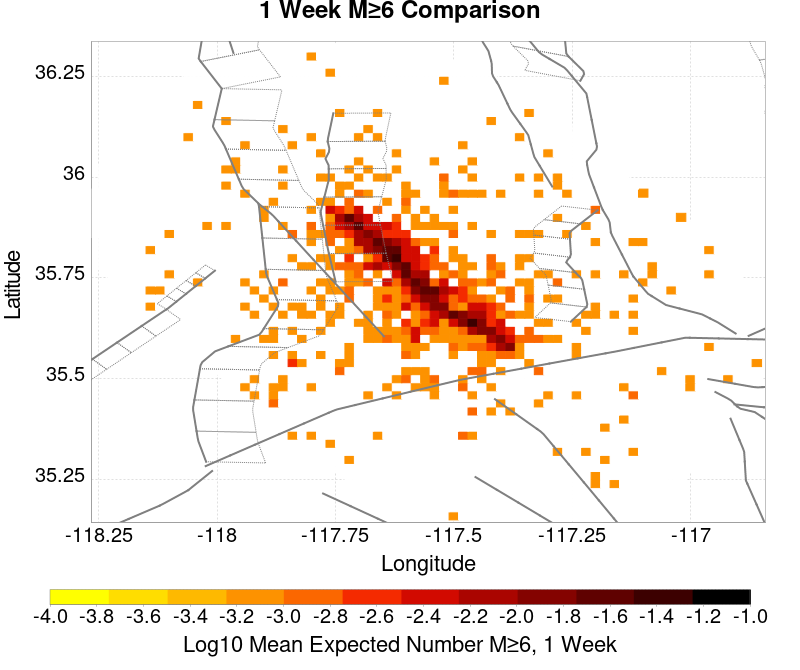 1 Week M≥6 Comparison
36.25
36
35.75
35.5
35.25
Latitude
-118.25 -118 -117.75 -117.5 -117.25 -117
Longitude
-4.0 -3.8 -3.6 -3.4 -3.2 -3.0 -2.8 -2.6 -2.4 -2.2 -2.0 -1.8 -1.6 -1.4 -1.2 -1.0
Log10 Mean Expected Number M≥6, 1 Week